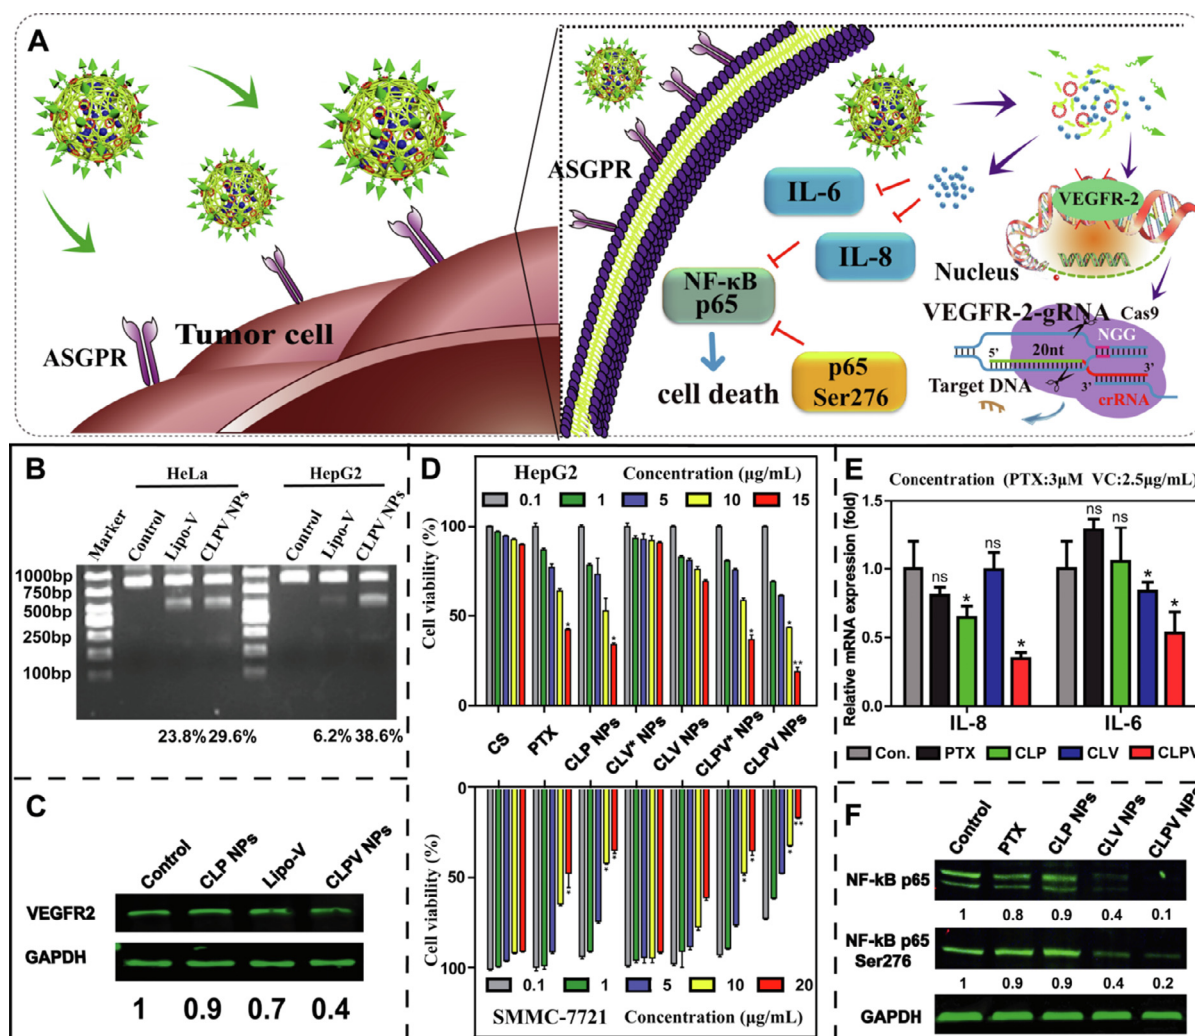 A
ASGPR
Tumor cell
ASGPR
IL-6
IL-8
NF-κB
p65
cell death
p65
Ser276
VEGFR-2
Nucleus
VEGFR-2-gRNA
Cas9
NGG
5'
20nt
3'
Target DNA
3'
crRNA
B
HeLa
HepG2
Marker
Control
Lipo-V
CLPV NPs
Control
Lipo-V
CLPV NPs
1000bp
750bp
500bp
250bp
100bp
23.8% 29.6%
6.2% 38.6%
C
Control
CLP NPs
Lipo-V
CLPV NPs
VEGFR2
GAPDH
1 0.9 0.7 0.4
D
HepG2 Concentration (μg/mL)
0.1 1 5 10 15
Cell viability (%)
100
50
0
* * * * **
CS
PTX
CLP NPs
CLV* NPs
CLV NPs
CLPV* NPs
CLPV NPs
0
50
100
Cell viability (%)
* * * * * * **
0.1 1 5 10 20
SMMC-7721 Concentration (μg/mL)
E
Concentration (PTX:3μM VC:2.5μg/mL)
Relative mRNA expression (fold)
1.5
1.0
0.5
0.0
ns * ns *
ns ns * *
IL-8 IL-6
Con. PTX CLP CLV CLPV
F
Control
PTX
CLP NPs
CLV NPs
CLPV NPs
NF-kB p65
1 0.8 0.9 0.4 0.1
NF-kB p65
Ser276
1 0.9 0.9 0.4 0.2
GAPDH